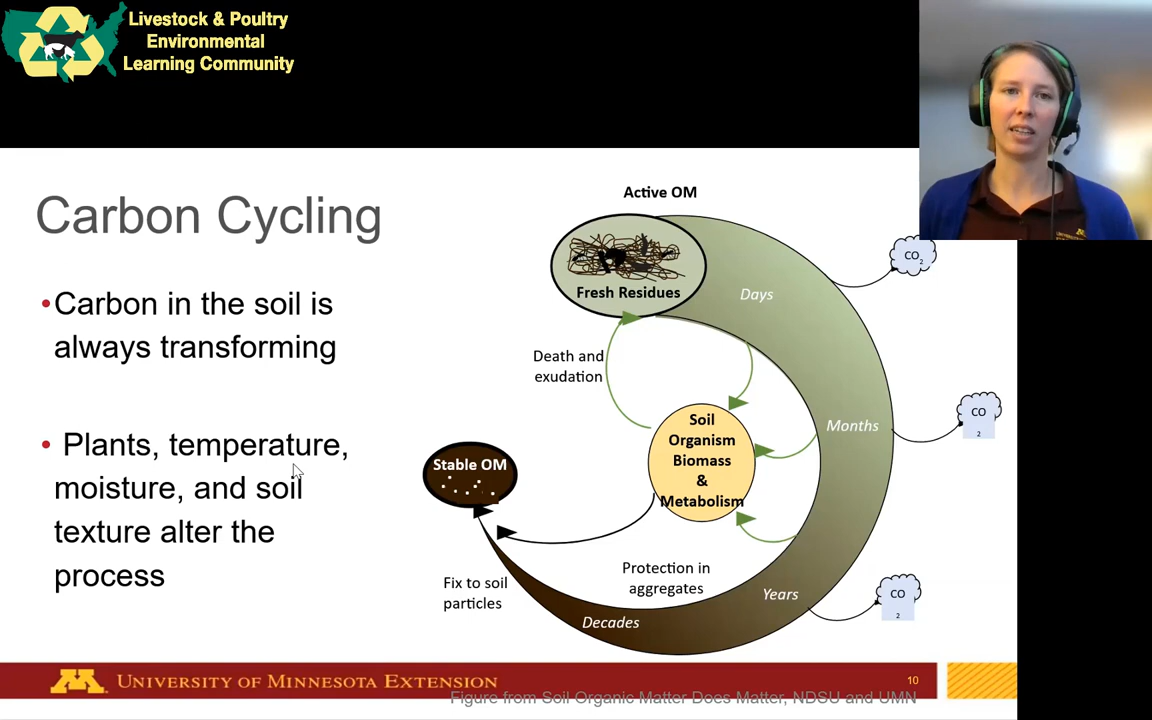 Livestock & Poultry
Environmental
Learning Community
Carbon Cycling
•Carbon in the soil is
always transforming
• Plants, temperature,
moisture, and soil
texture alter the
process
Active OM
Fresh Residues
Days
CO2
Death and
exudation
Months
CO
2
Soil
Organism
Biomass
&
Metabolism
Stable OM
Protection in
aggregates
Fix to soil
particles
Years
CO
2
Decades
UNIVERSITY OF MINNESOTA EXTENSION
10
Figure from Soil Organic Matter Does Matter, NDSU and UMN